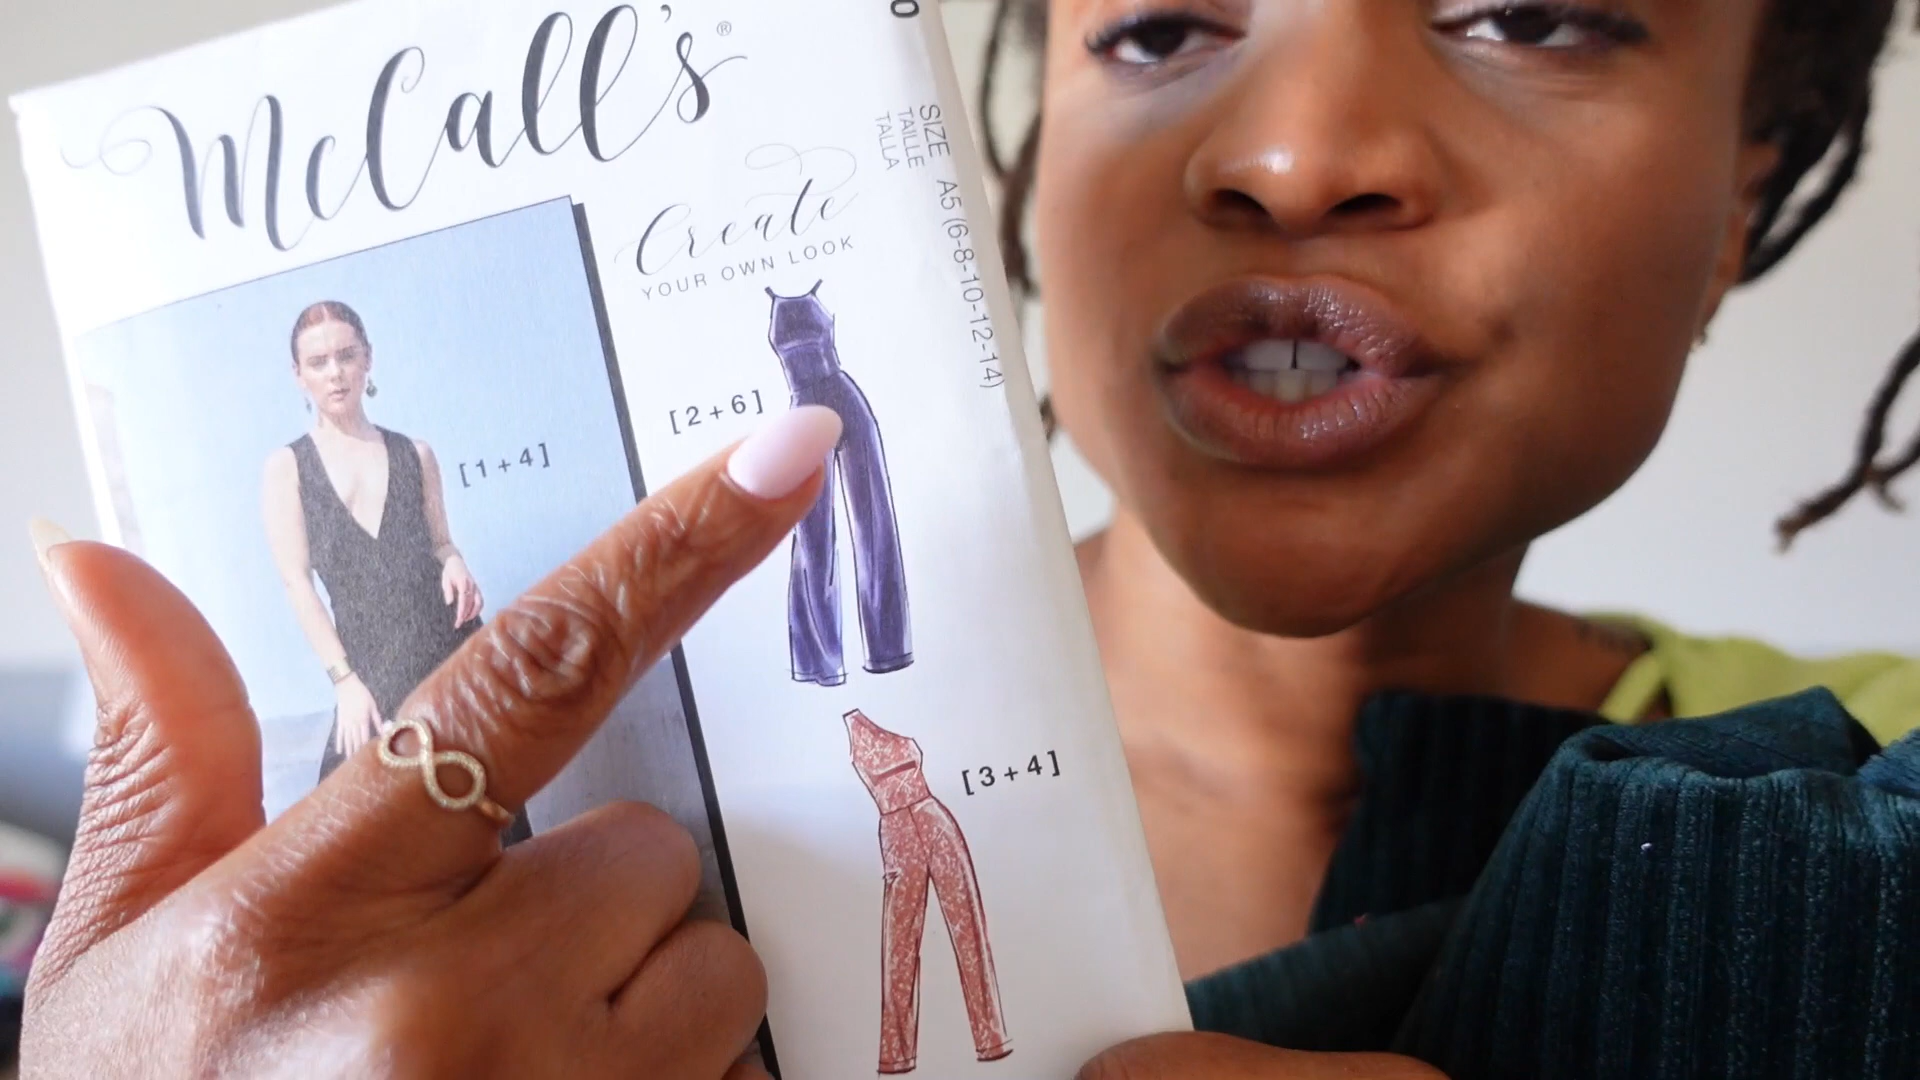 McCall's®
Create
YOUR OWN LOOK
[1+4]
[2+6]
[3+4]
0
SIZE A5 (6-8-10-12-14)
TAILLE
TALLA